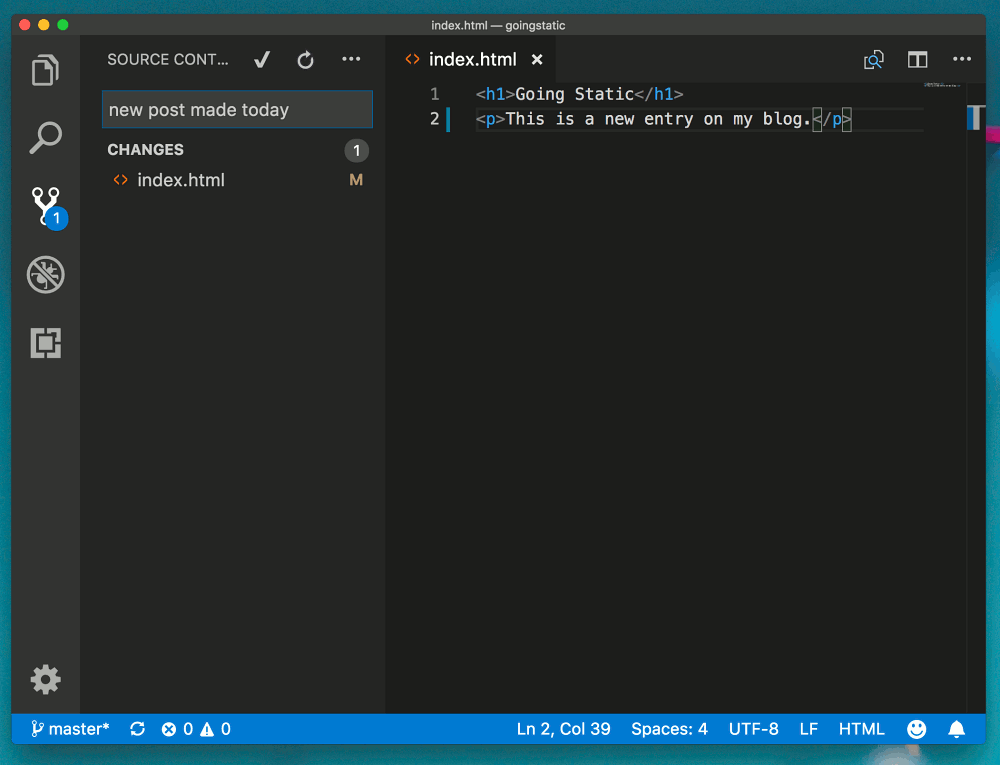 index.html — goingstatic
SOURCE CONT...
index.html
new post made today
CHANGES 1
index.html M
1
1 <h1>Going Static</h1>
2 <p>This is a new entry on my blog.</p>
master* 0 0 Ln 2, Col 39 Spaces: 4 UTF-8 LF HTML